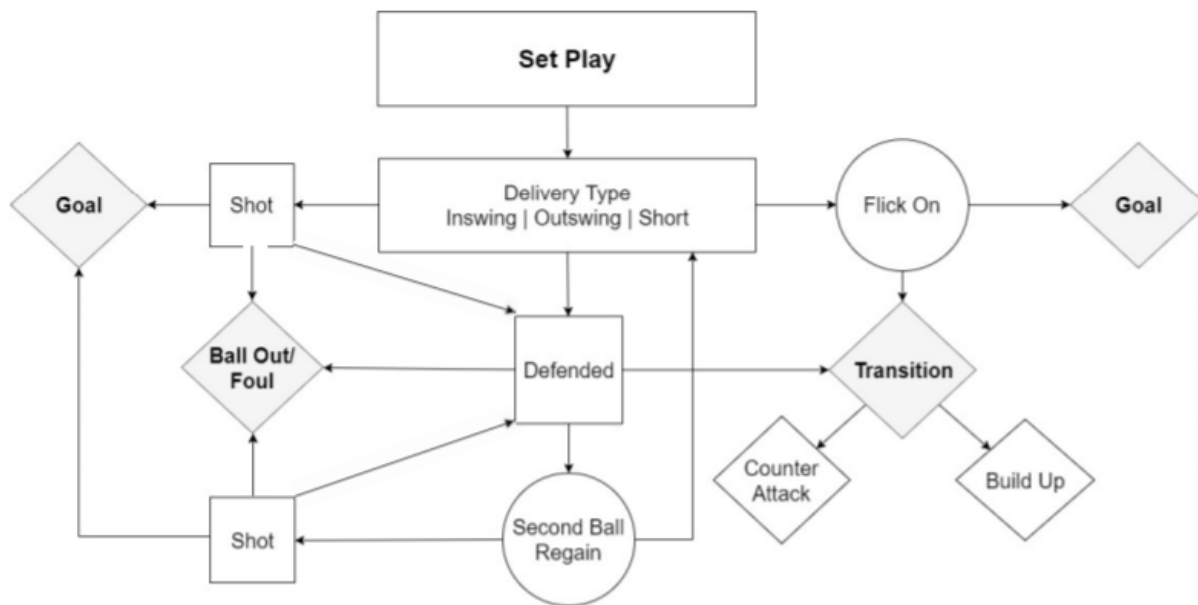 Set Play
Delivery Type
Inswing | Outswing | Short
Goal
Shot
Flick On
Goal
Ball Out/
Foul
Defended
Transition
Counter
Attack
Build Up
Shot
Second Ball
Regain